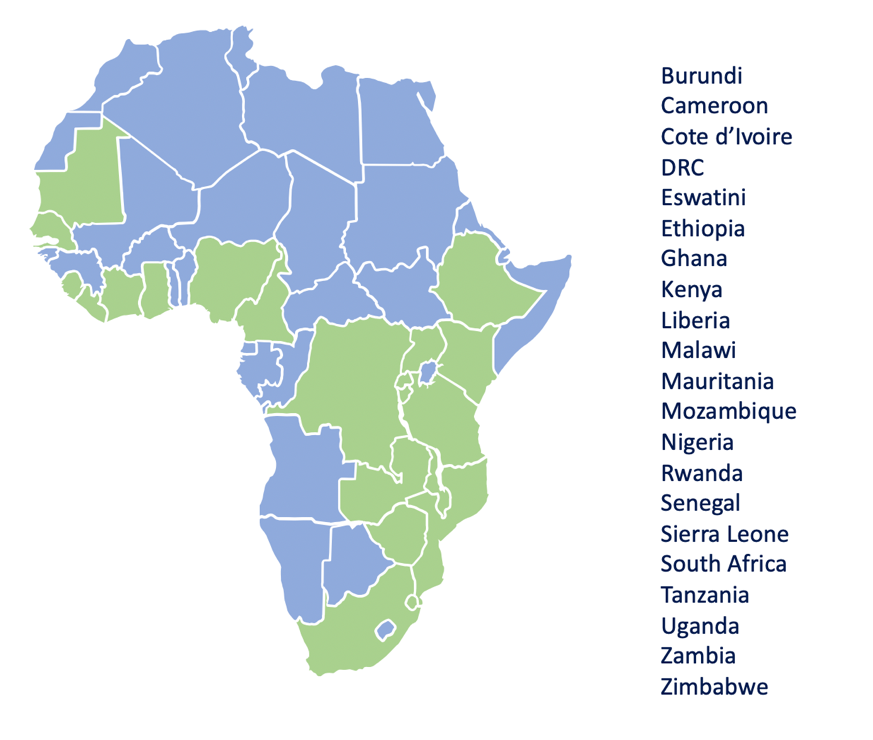 Burundi
Cameroon
Cote d’Ivoire
DRC
Eswatini
Ethiopia
Ghana
Kenya
Liberia
Malawi
Mauritania
Mozambique
Nigeria
Rwanda
Senegal
Sierra Leone
South Africa
Tanzania
Uganda
Zambia
Zimbabwe